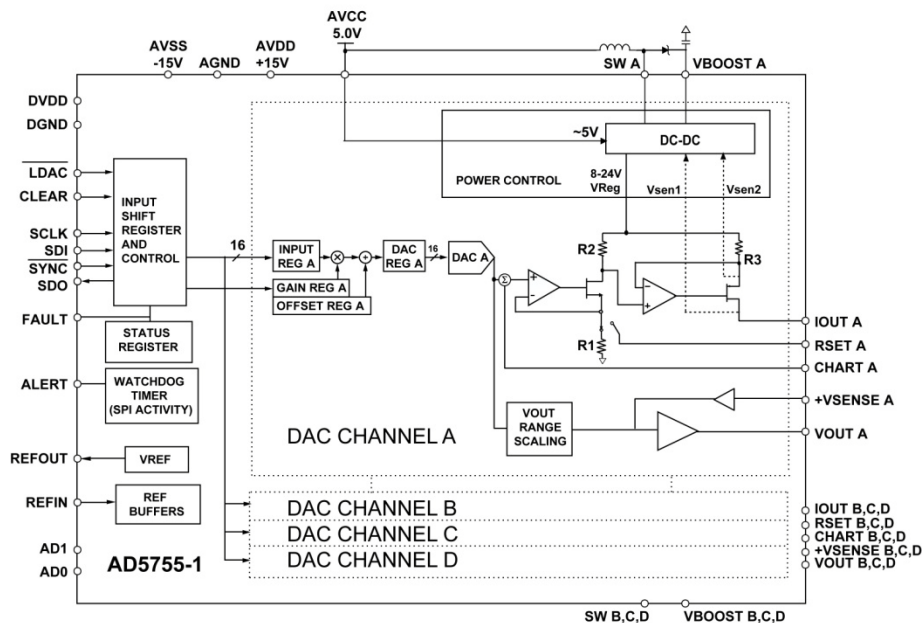 AVCC
5.0V
AVSS
-15V
AGND
AVDD
+15V
SW A
VBOOST A
DVDD
DGND
LDAC
CLEAR
SCLK
SDI
SYNC
SDO
FAULT
ALERT
REFOUT
REFIN
AD1
AD0
INPUT
SHIFT
REGISTER
AND
CONTROL
STATUS
REGISTER
WATCHDOG
TIMER
(SPI ACTIVITY)
VREF
REF
BUFFERS
AD5755-1
16
INPUT
REG A
GAIN REG A
OFFSET REG A
×
+
DAC
REG A
16
DAC A
Σ
+
-
~5V
DC-DC
POWER CONTROL
8-24V
VReg
Vsen1
Vsen2
R2
R3
-
+
R1
VOUT
RANGE
SCALING
DAC CHANNEL A
DAC CHANNEL B
DAC CHANNEL C
DAC CHANNEL D
IOUT A
RSET A
CHART A
+VSENSE A
VOUT A
IOUT B,C,D
RSET B,C,D
CHART B,C,D
+VSENSE B,C,D
VOUT B,C,D
SW B,C,D
VBOOST B,C,D